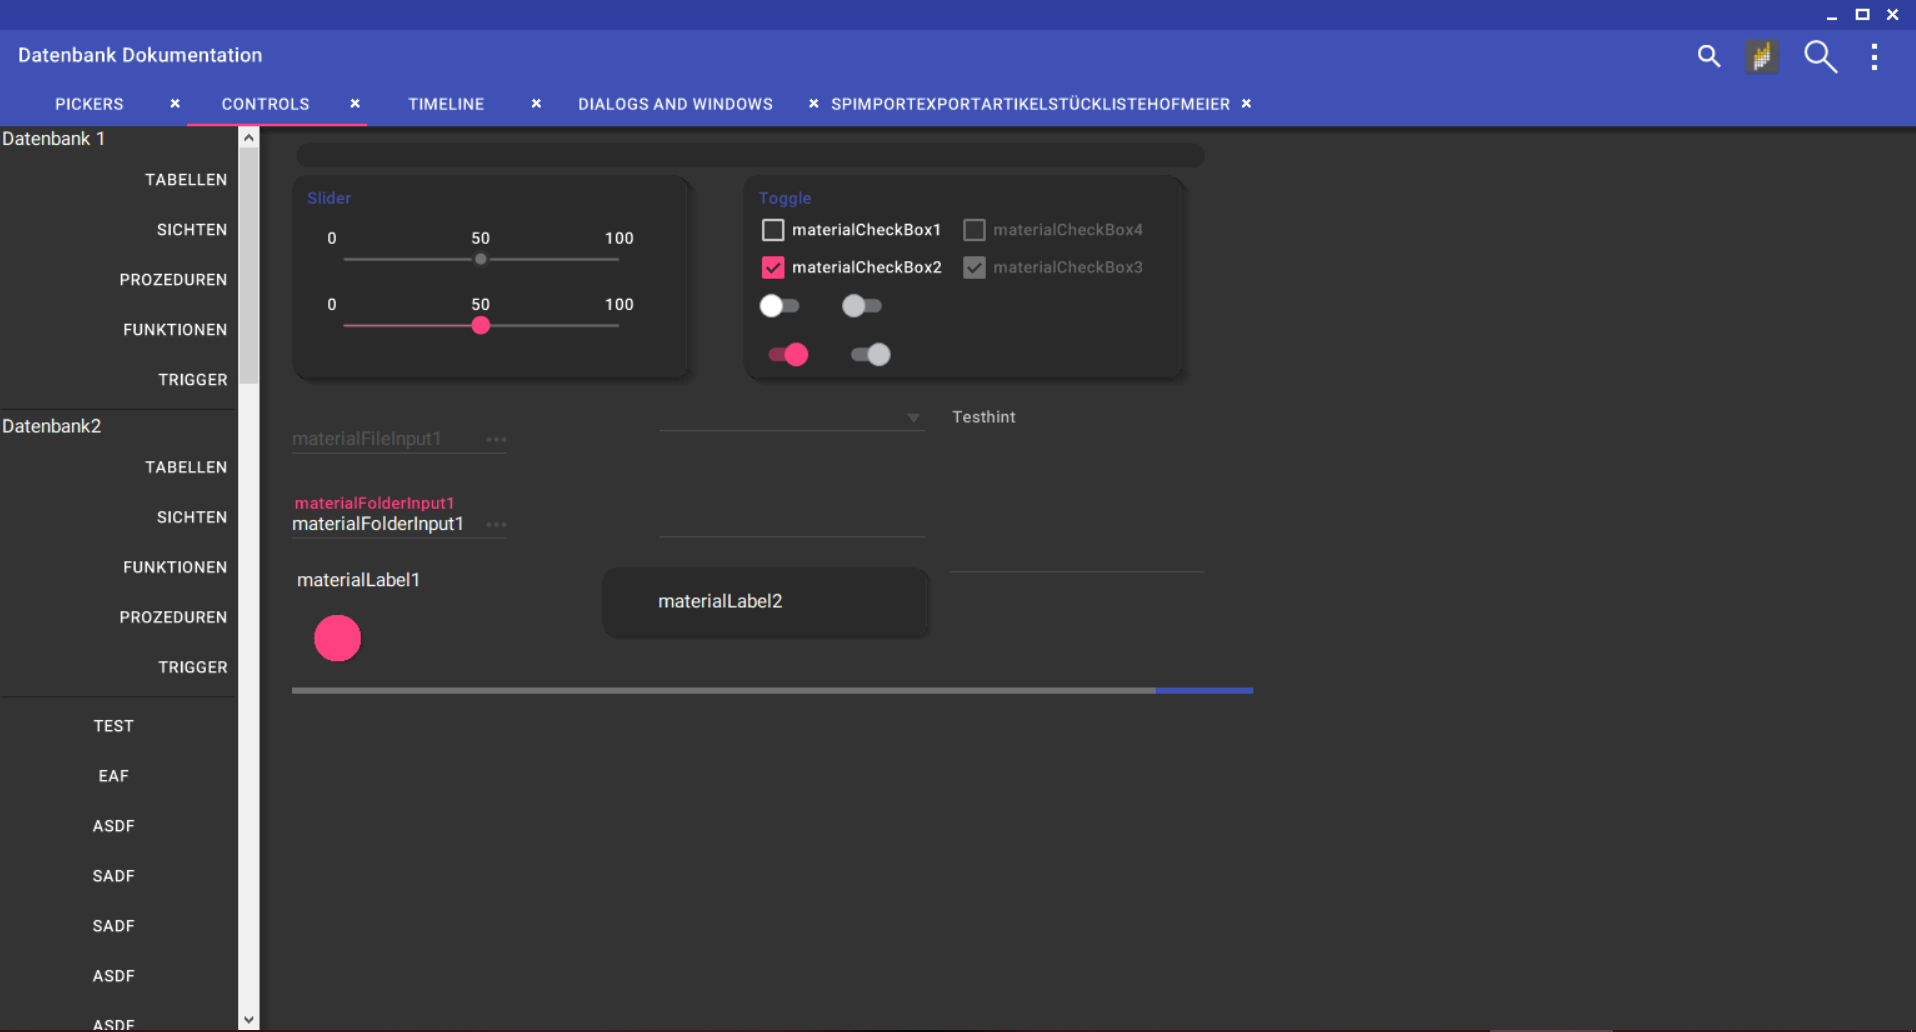 Datenbank Dokumentation
PICKERS CONTROLS TIMELINE DIALOGS AND WINDOWS SPIMPORTEXPORTARTIKELSTÜCKLISTEHOFMEIER
Datenbank 1
TABELLEN
SICHTEN
PROZEDUREN
FUNKTIONEN
TRIGGER
Datenbank2
TABELLEN
SICHTEN
FUNKTIONEN
PROZEDUREN
TRIGGER
TEST
EAF
ASDF
SADF
SADF
ASDF
ASDF
Slider
0 50 100
0 50 100
Toggle
materialCheckBox1 materialCheckBox4
materialCheckBox2 materialCheckBox3
materialFileInput1
Testhint
materialFolderInput1
materialFolderInput1
materialLabel1
materialLabel2